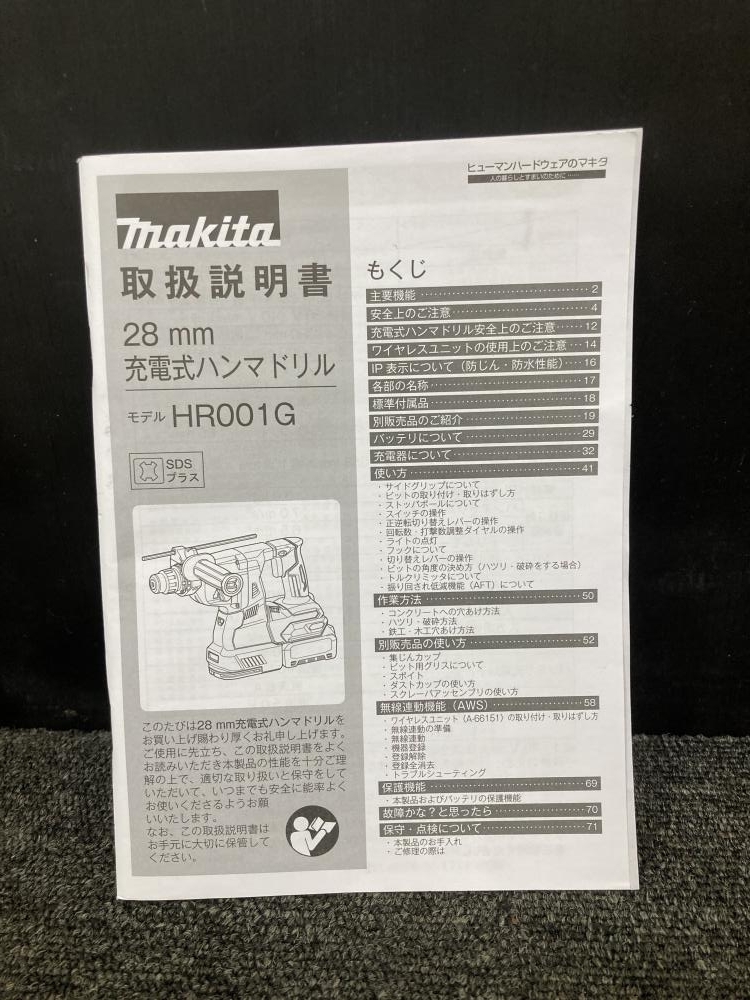 ヒューマンハードウェアのマキタ
人の暮らしとすまいのために……
makita
取扱説明書
28 mm
充電式ハンマドリル
モデル HR001G
SDS
プラス
このたびは28 mm充電式ハンマドリルを
お買い上げ賜わり厚くお礼申し上げます。
ご使用に先立ち、この取扱説明書をよく
お読みいただき本製品の性能を十分ご理
解の上で、適切な取り扱いと保守をして
いただいて、いつまでも安全に能率よく
お使いくださるようお願
いいたします。
なお、この取扱説明書は
お手元に大切に保管して
ください。
もくじ
主要機能 …… 2
安全上のご注意 …… 4
充電式ハンマドリル安全上のご注意 …… 12
ワイヤレスユニットの使用上のご注意 … 14
IP 表示について（防じん・防水性能） … 16
各部の名称 …… 17
標準付属品 …… 18
別販売品のご紹介 …… 19
バッテリについて …… 29
充電器について …… 32
使い方 …… 41
・サイドグリップについて
・ビットの取り付け・取りはずし方
・ストッパポールについて
・スイッチの操作
・正逆転切り替えレバーの操作
・回転数・打撃数調整ダイヤルの操作
・ライトの点灯
・フックについて
・切り替えレバーの操作
・ビットの角度の決め方（ハツリ・破砕をする場合）
・トルクリミッタについて
・振り回され低減機能（AFT）について
作業方法 …… 50
・コンクリートへの穴あけ方法
・ハツリ・破砕方法
・鉄工・木工穴あけ方法
別販売品の使い方 …… 52
・集じんカップ
・ビット用グリスについて
・スポイト
・ダストカップの使い方
・スクレーパアッセンブリの使い方
無線連動機能（AWS） …… 58
・ワイヤレスユニット（A-66151）の取り付け・取りはずし方
・無線連動の準備
・無線連動
・機器登録
・登録解除
・登録全消去
・トラブルシューティング
保護機能 …… 69
・本製品およびバッテリの保護機能
故障かな？と思ったら …… 70
保守・点検について …… 71
・本製品のお手入れ
・ご修理の際は